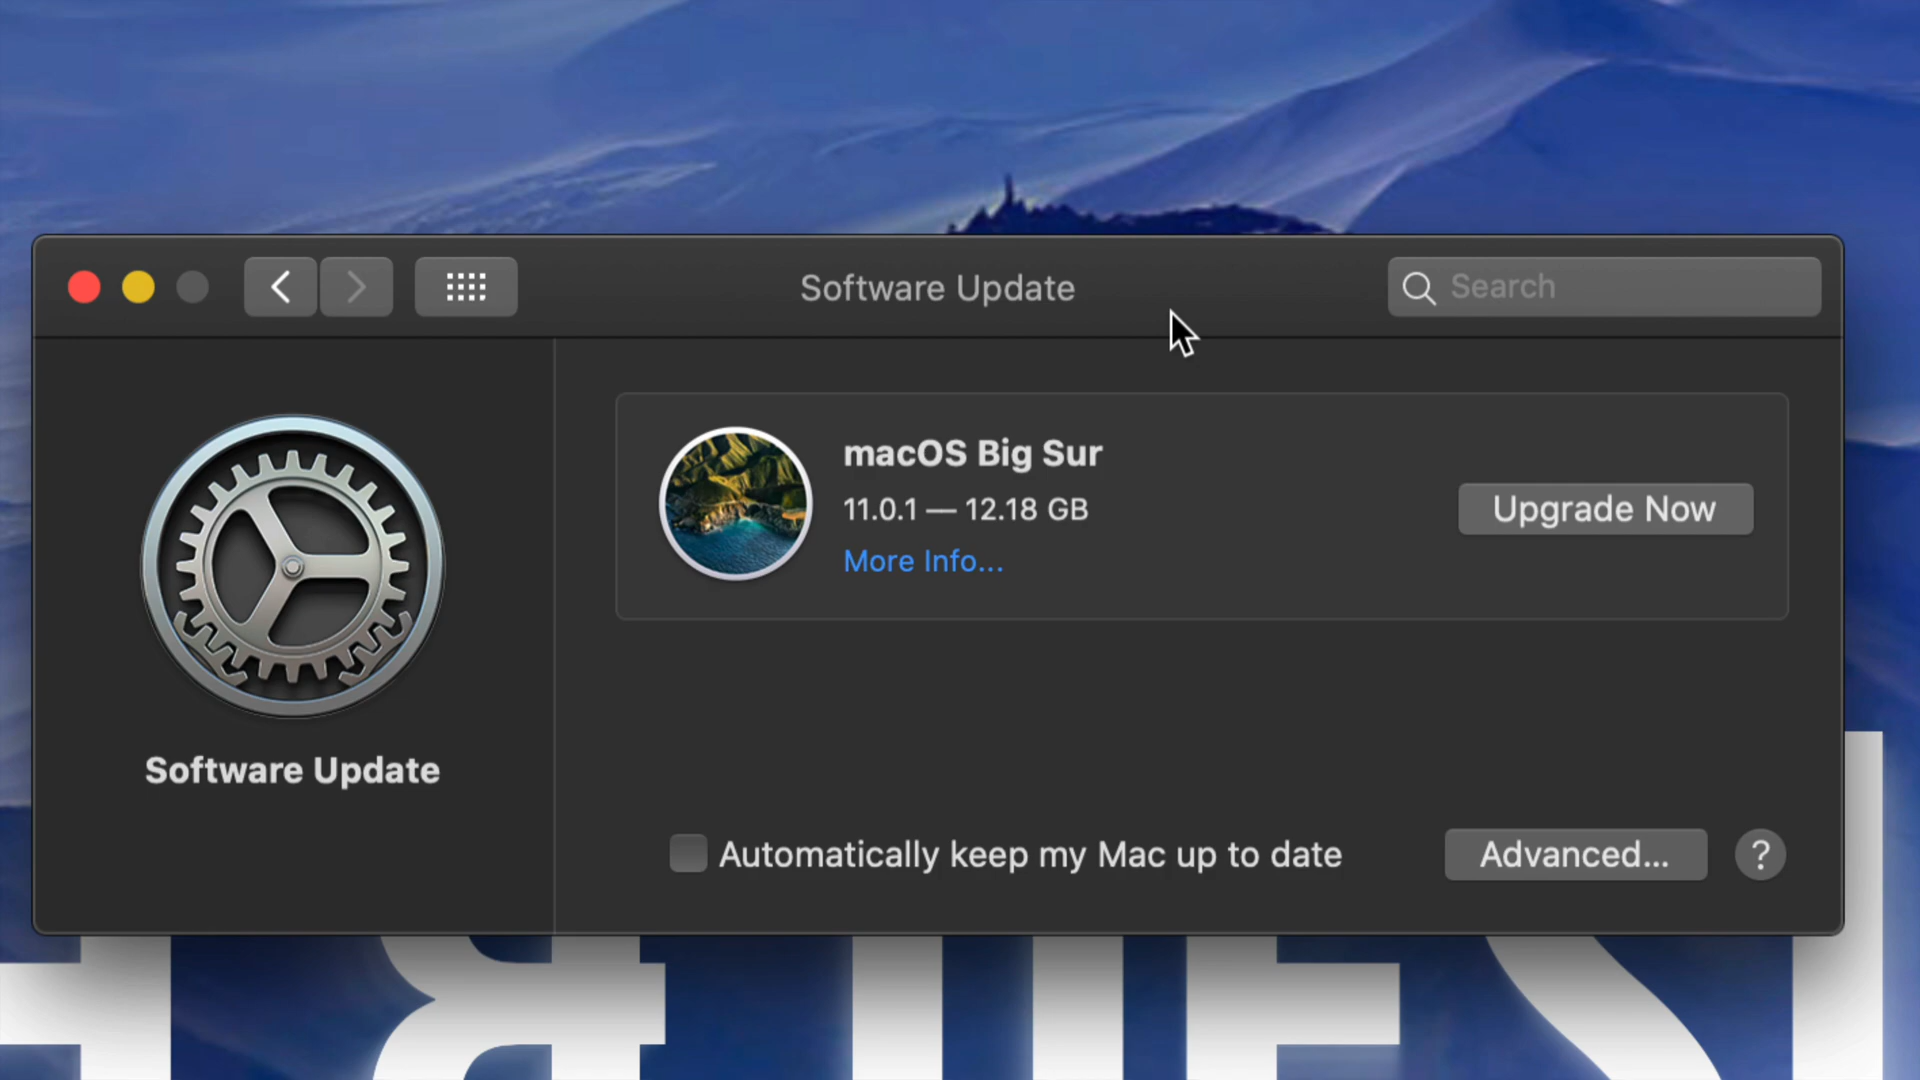 Software Update
Search
macOS Big Sur
11.0.1 — 12.18 GB
More Info...
Upgrade Now
Software Update
Automatically keep my Mac up to date
Advanced...
?